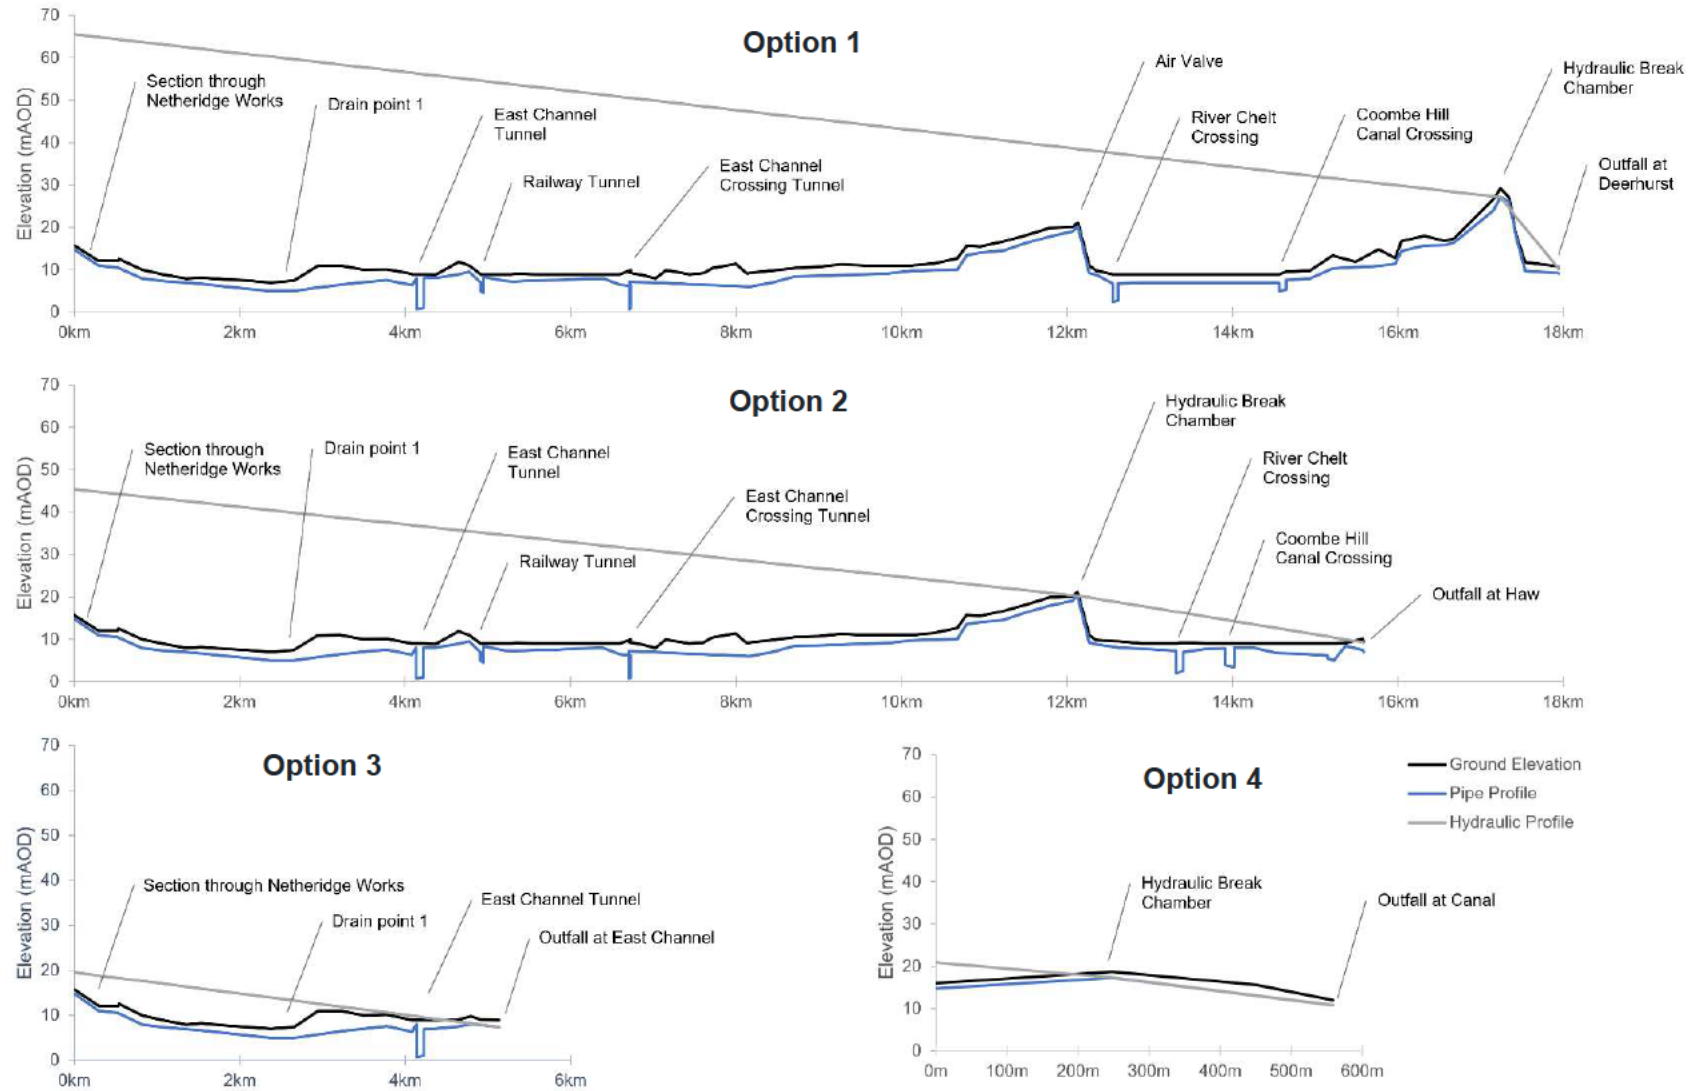 Option 1
Elevation (mAOD)
70
60
50
40
30
20
10
0
Section through
Netheridge Works
Drain point 1
East Channel
Tunnel
Railway Tunnel
East Channel
Crossing Tunnel
Air Valve
River Chelt
Crossing
Coombe Hill
Canal Crossing
Hydraulic Break
Chamber
Outfall at
Deerhurst
0km
2km
4km
6km
8km
10km
12km
14km
16km
18km
Option 2
Elevation (mAOD)
70
60
50
40
30
20
10
0
Section through
Netheridge Works
Drain point 1
East Channel
Tunnel
Railway Tunnel
East Channel
Crossing Tunnel
Hydraulic Break
Chamber
River Chelt
Crossing
Coombe Hill
Canal Crossing
Outfall at Haw
0km
2km
4km
6km
8km
10km
12km
14km
16km
18km
Option 3
Elevation (mAOD)
70
60
50
40
30
20
10
0
Section through Netheridge Works
Drain point 1
East Channel Tunnel
Outfall at East Channel
0km
2km
4km
6km
Option 4
Elevation (mAOD)
70
60
50
40
30
20
10
0
Hydraulic Break
Chamber
Outfall at Canal
0m
100m
200m
300m
400m
500m
600m
Ground Elevation
Pipe Profile
Hydraulic Profile